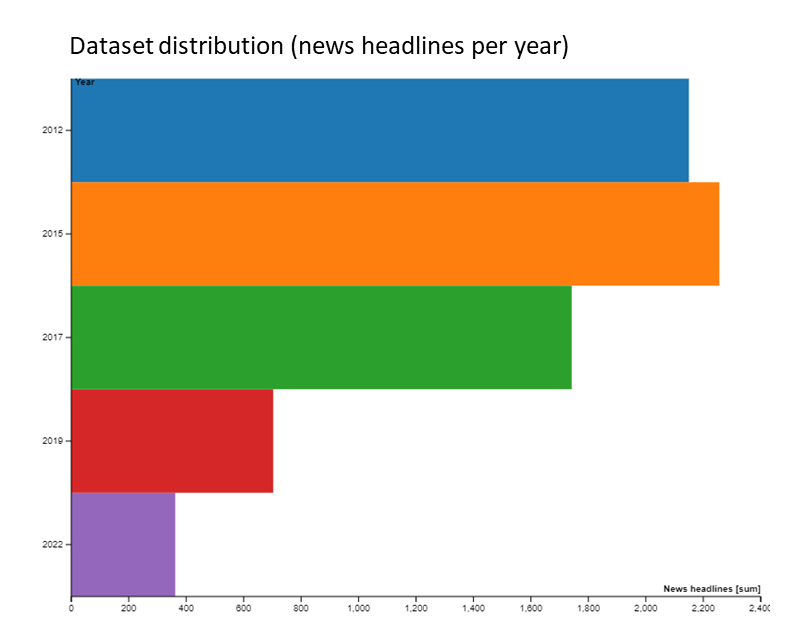 Dataset distribution (news headlines per year)
Year
2012
2015
2017
2019
2022
News headlines [sum]
0 200 400 600 800 1,000 1,200 1,400 1,600 1,800 2,000 2,200 2,40